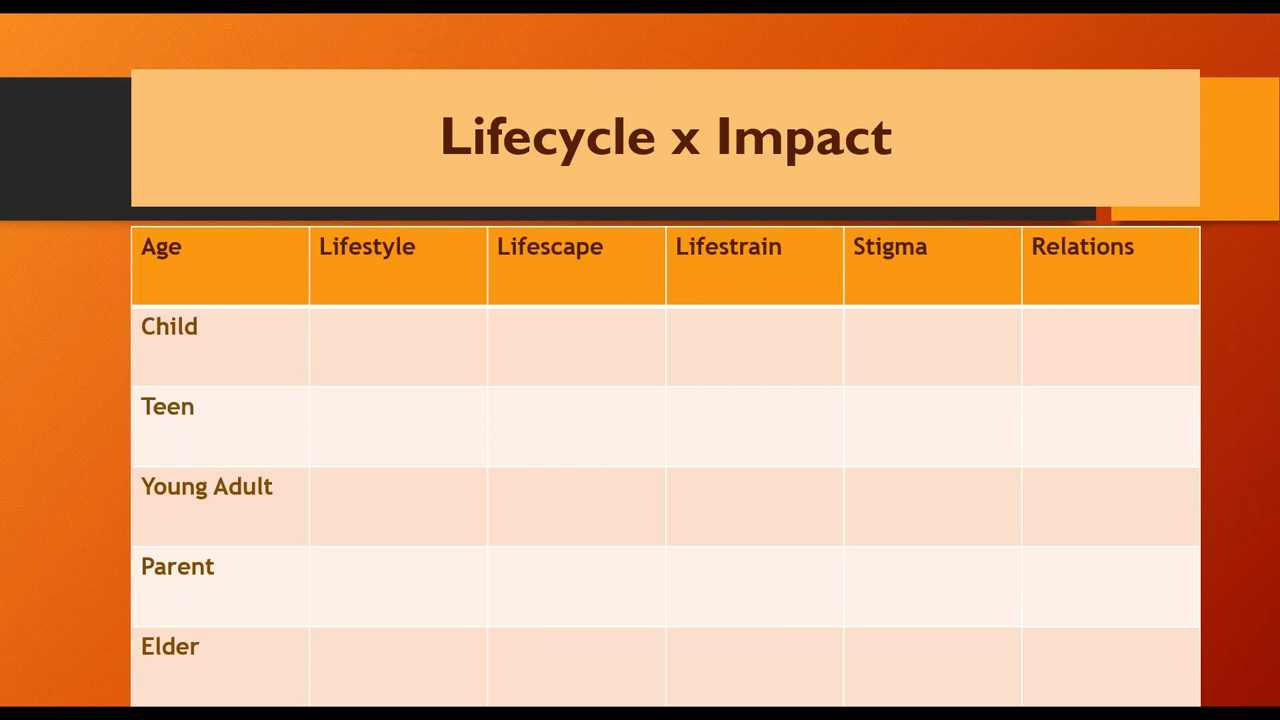 Lifecycle x Impact
Age Lifestyle Lifescape Lifestrain Stigma Relations
Child
Teen
Young Adult
Parent
Elder